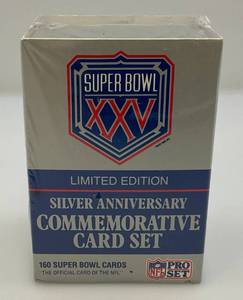 SUPER BOWL
XXV
LIMITED EDITION
SILVER ANNIVERSARY
COMMEMORATIVE
CARD SET
160 SUPER BOWL CARDS
"THE OFFICIAL CARD OF THE NFL"
NFL
PRO
SET